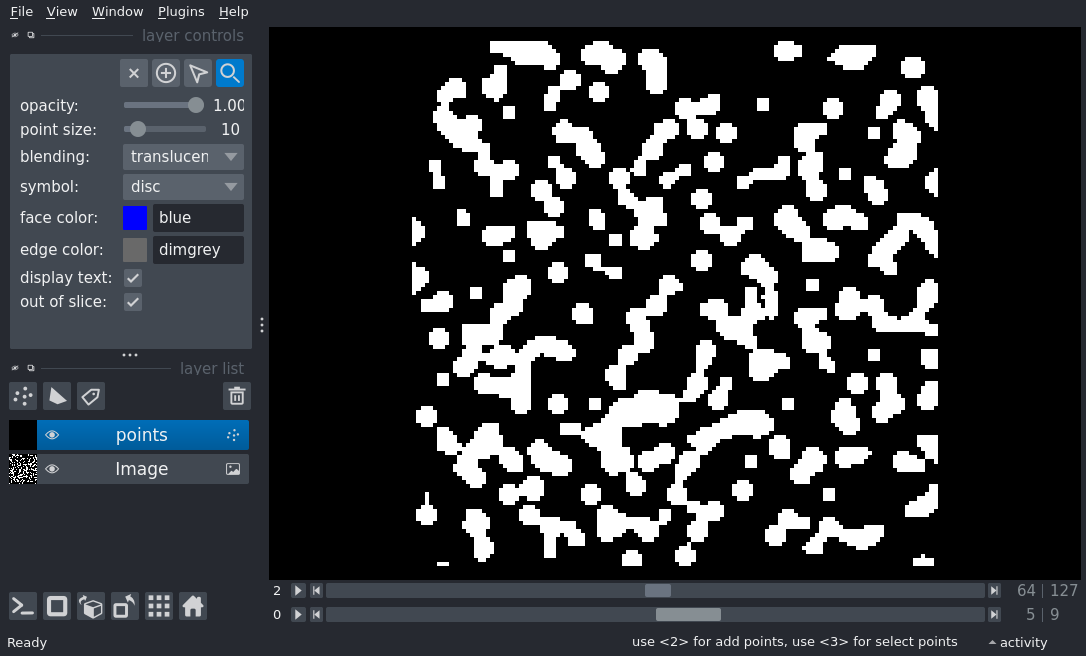 File View Window Plugins Help
layer controls
opacity: 1.00
point size: 10
blending: translucen
symbol: disc
face color: blue
edge color: dimgrey
display text:
out of slice:
layer list
points
Image
2 64 127
0 5 9
Ready use <2> for add points, use <3> for select points activity